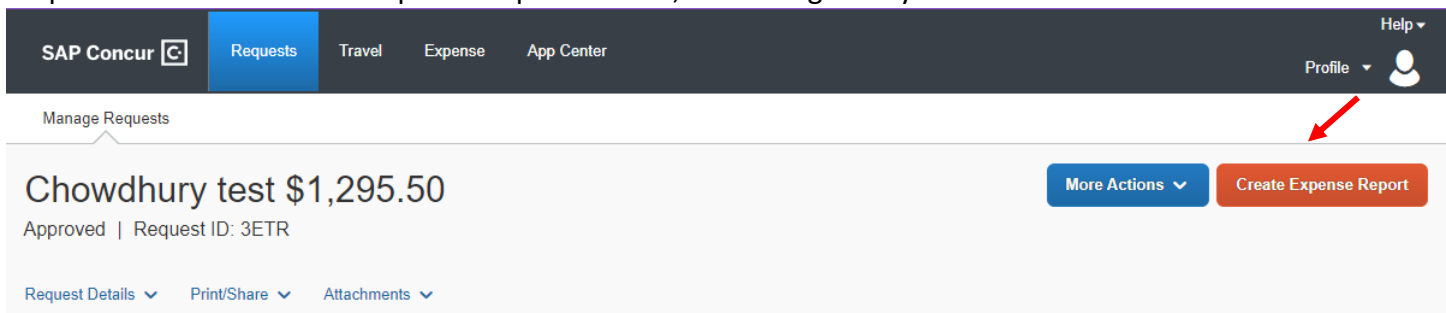 Help
SAP Concur C Requests Travel Expense App Center
Profile
Manage Requests
Chowdhury test $1,295.50
More Actions Create Expense Report
Approved | Request ID: 3ETR
Request Details Print/Share Attachments